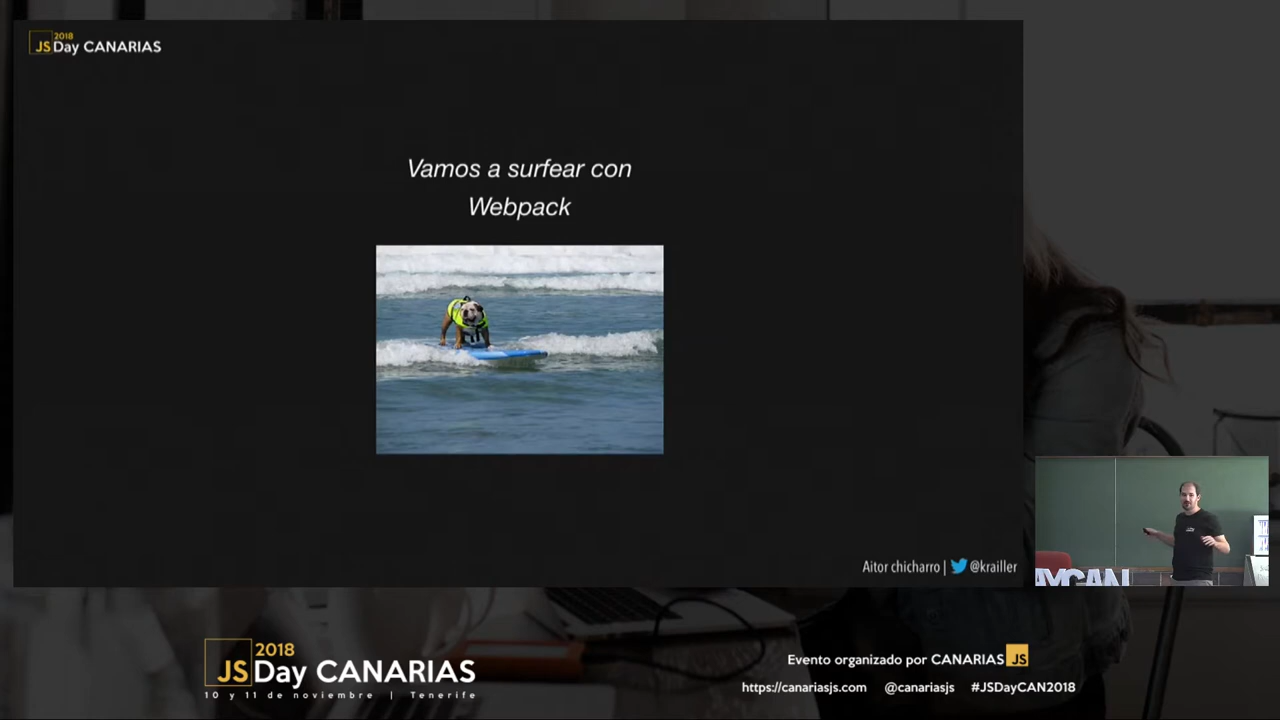 2018
JS Day CANARIAS
Vamos a surfear con
Webpack
Aitor chicharro | @krailler
AYCAN
2018
JS Day CANARIAS
10 y 11 de noviembre | Tenerife
Evento organizado por CANARIAS JS
https://canariasjs.com @canariasjs #JSDayCAN2018